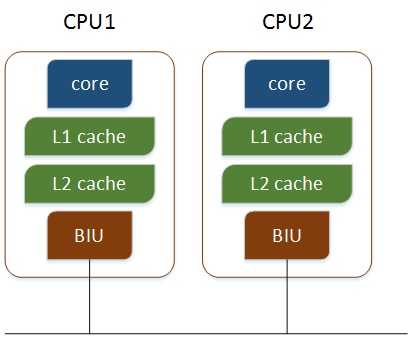 CPU1
core
L1 cache
L2 cache
BIU
CPU2
core
L1 cache
L2 cache
BIU